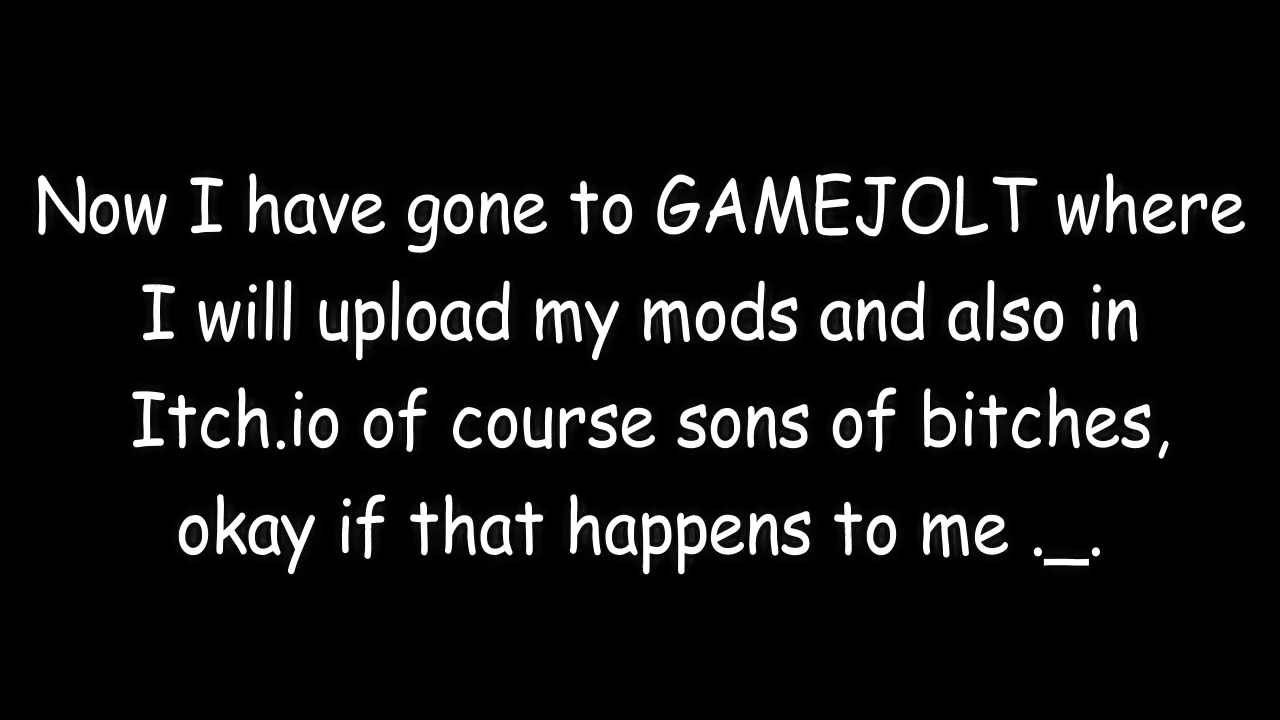 Now I have gone to GAMEJOLT where
I will upload my mods and also in
Itch.io of course sons of bitches,
okay if that happens to me ._.